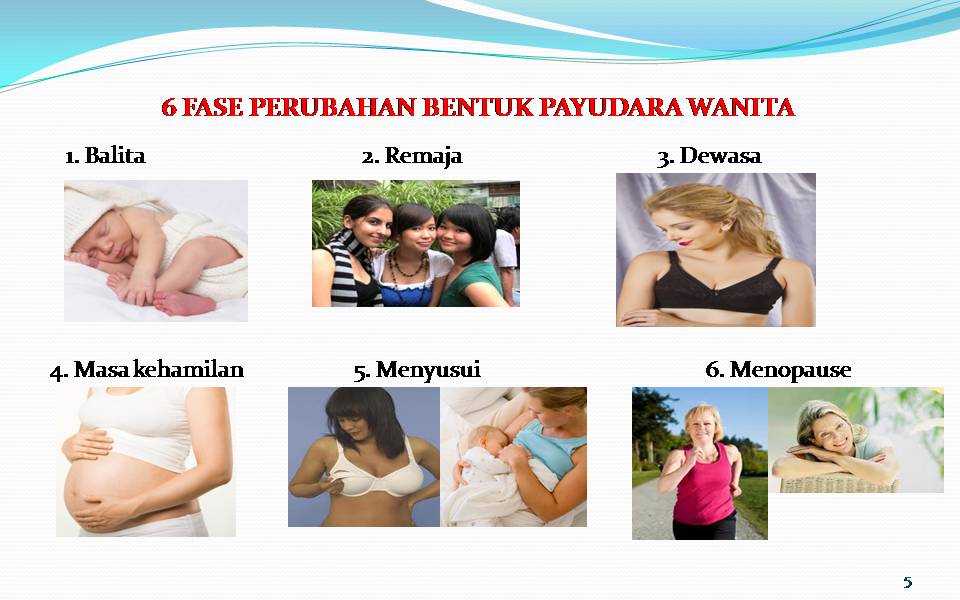 6 FASE PERUBAHAN BENTUK PAYUDARA WANITA
1. Balita
2. Remaja
3. Dewasa
4. Masa kehamilan
5. Menyusui
6. Menopause
5